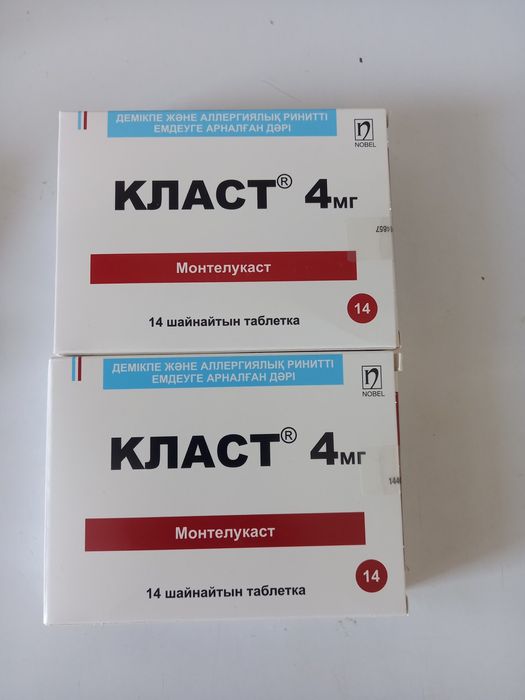 ДЕМІКПЕ ЖӘНЕ АЛЛЕРГИЯЛЫҚ РИНИТТІ
ЕМДЕУГЕ АРНАЛҒАН ДӘРІ
NOBEL
КЛАСТ® 4мг
Монтелукаст
14 шайнайтын таблетка
14
ДЕМІКПЕ ЖӘНЕ АЛЛЕРГИЯЛЫҚ РИНИТТІ
ЕМДЕУГЕ АРНАЛҒАН ДӘРІ
NOBEL
КЛАСТ® 4мг
Монтелукаст
14 шайнайтын таблетка
14